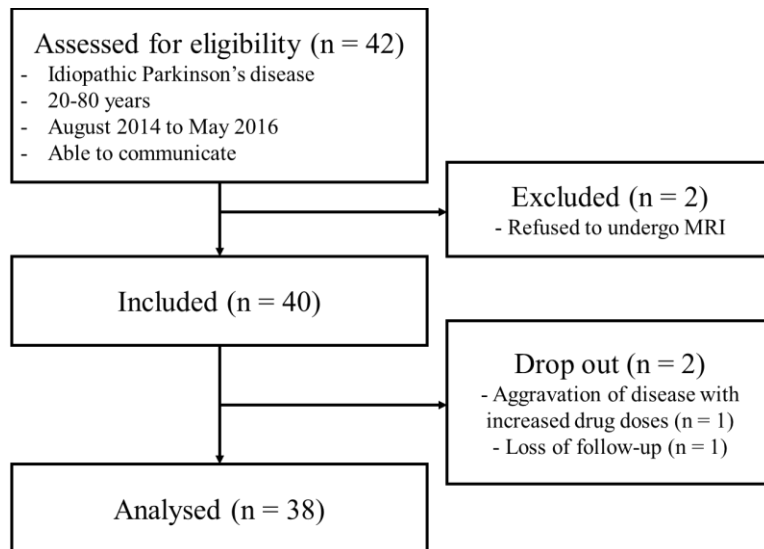 Assessed for eligibility (n = 42)
- Idiopathic Parkinson's disease
- 20-80 years
- August 2014 to May 2016
- Able to communicate
Excluded (n = 2)
- Refused to undergo MRI
Included (n = 40)
Drop out (n = 2)
- Aggravation of disease with
increased drug doses (n = 1)
- Loss of follow-up (n = 1)
Analysed (n = 38)